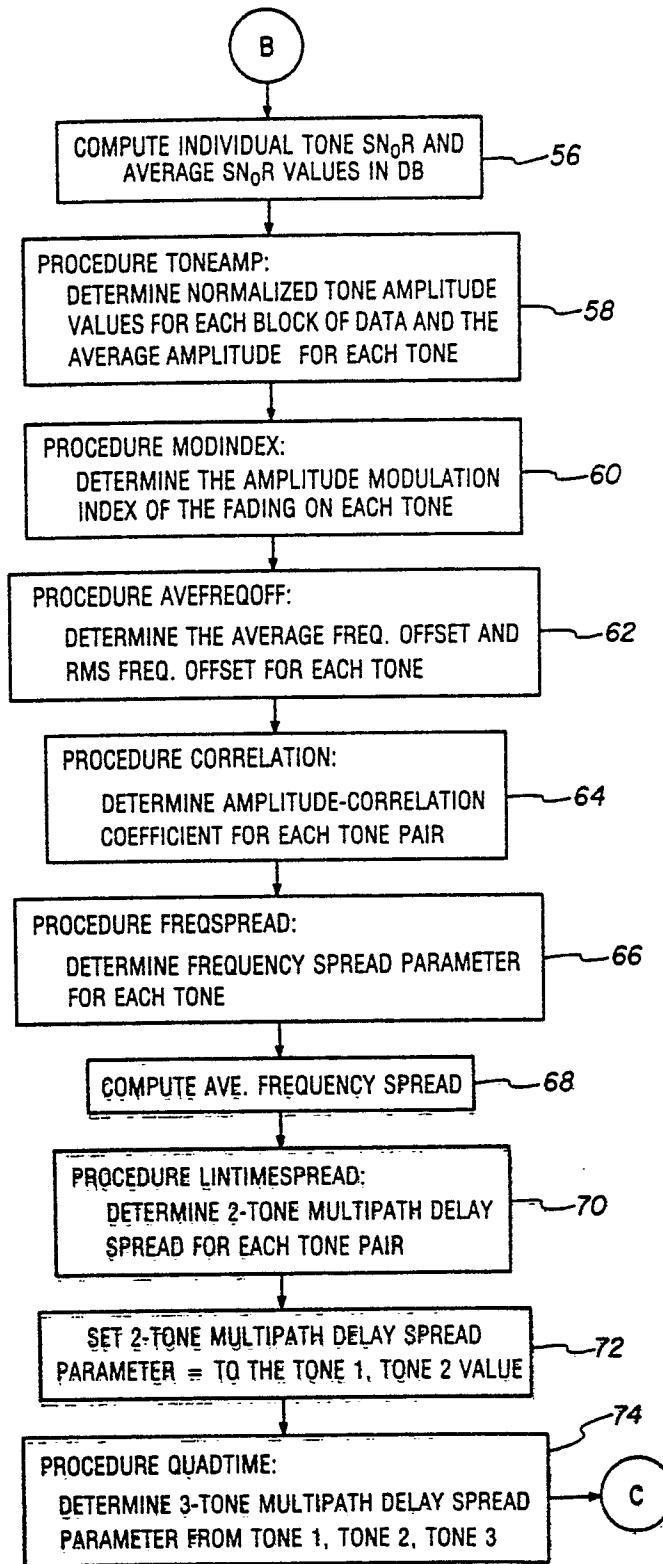 B
COMPUTE INDIVIDUAL TONE SN₀R AND
AVERAGE SN₀R VALUES IN DB
56
PROCEDURE TONEAMP:
DETERMINE NORMALIZED TONE AMPLITUDE
VALUES FOR EACH BLOCK OF DATA AND THE
AVERAGE AMPLITUDE FOR EACH TONE
58
PROCEDURE MODINDEX:
DETERMINE THE AMPLITUDE MODULATION
INDEX OF THE FADING ON EACH TONE
60
PROCEDURE AVEFREQOFF:
DETERMINE THE AVERAGE FREQ. OFFSET AND
RMS FREQ. OFFSET FOR EACH TONE
62
PROCEDURE CORRELATION:
DETERMINE AMPLITUDE-CORRELATION
COEFFICIENT FOR EACH TONE PAIR
64
PROCEDURE FREQSPREAD:
DETERMINE FREQUENCY SPREAD PARAMETER
FOR EACH TONE
66
COMPUTE AVE. FREQUENCY SPREAD
68
PROCEDURE LINTIMESPREAD:
DETERMINE 2-TONE MULTIPATH DELAY
SPREAD FOR EACH TONE PAIR
70
SET 2-TONE MULTIPATH DELAY SPREAD
PARAMETER = TO THE TONE 1, TONE 2 VALUE
72
74
PROCEDURE QUADTIME:
DETERMINE 3-TONE MULTIPATH DELAY SPREAD
PARAMETER FROM TONE 1, TONE 2, TONE 3
C